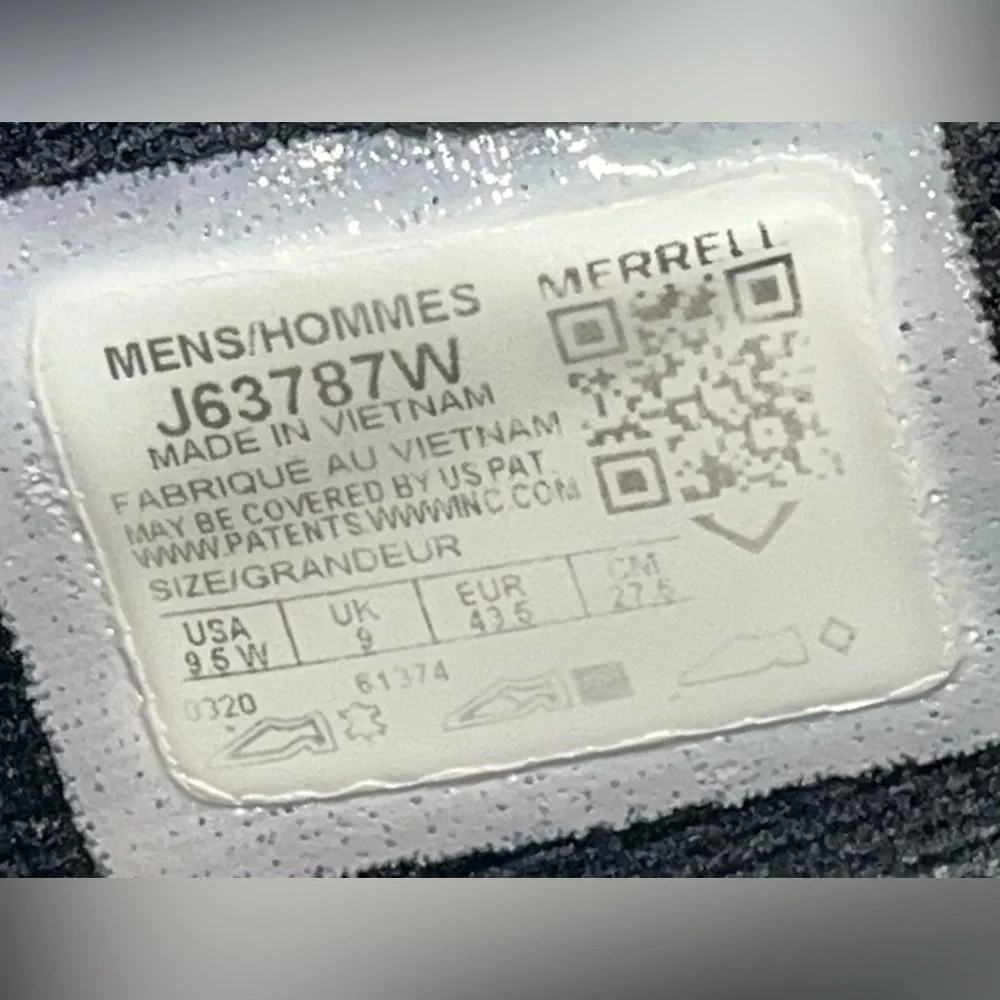 MERRELL
MENS/HOMMES
J63787W
MADE IN VIETNAM
FABRIQUE AU VIETNAM
MAY BE COVERED BY US PAT.
WWW.PATENTS.WWWINC.COM
SIZE/GRANDEUR
USA UK EUR CM
9.5 W 9 43.5 27.5
0320 61374